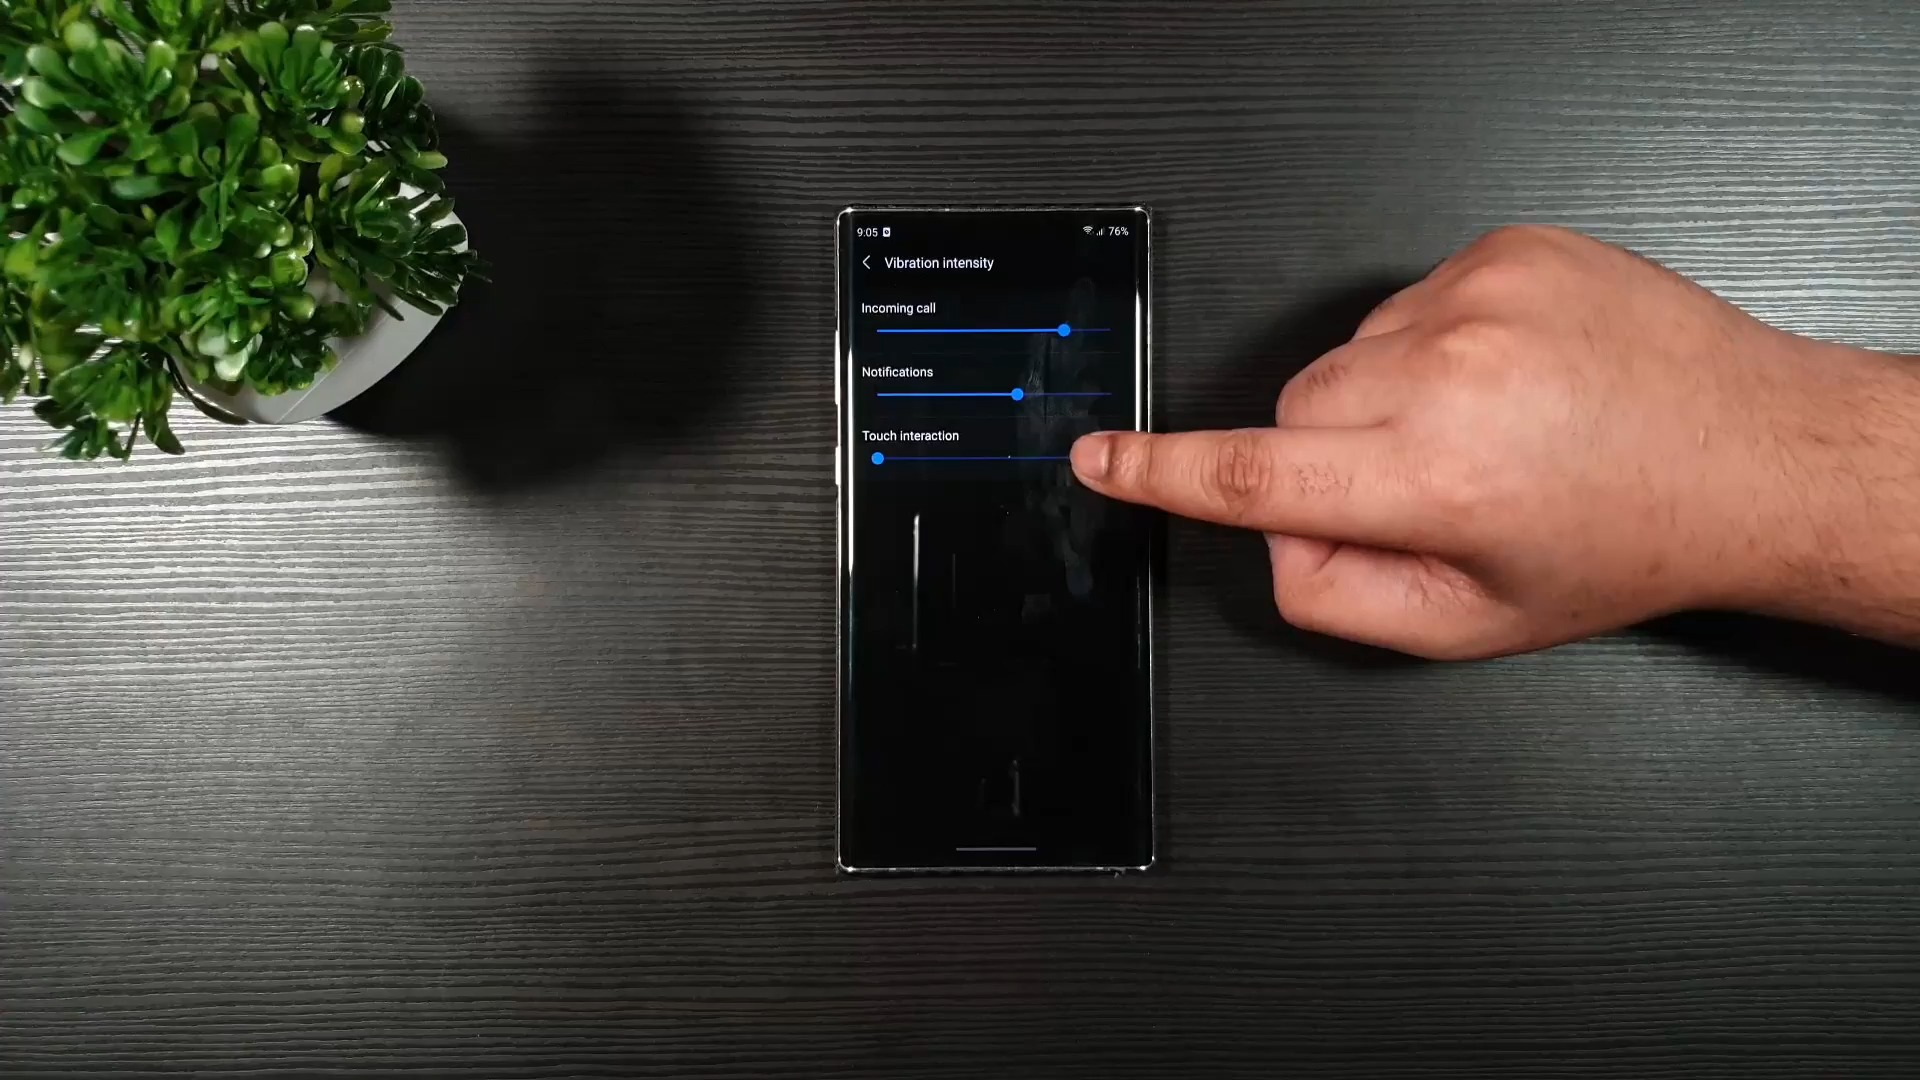 9:05 76%
Vibration intensity
Incoming call
Notifications
Touch interaction